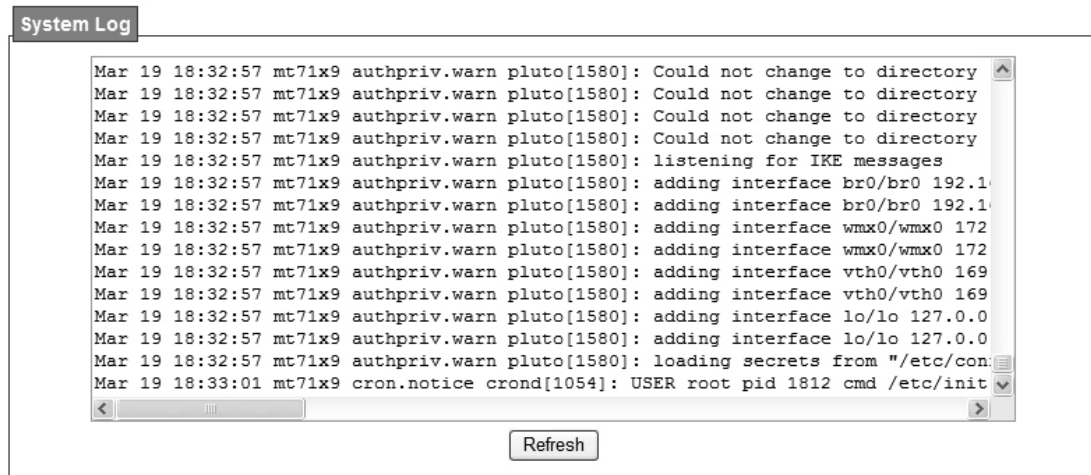 System Log
Mar 19 18:32:57 mt71x9 authpriv.warn pluto[1580]: Could not change to directory
Mar 19 18:32:57 mt71x9 authpriv.warn pluto[1580]: Could not change to directory
Mar 19 18:32:57 mt71x9 authpriv.warn pluto[1580]: Could not change to directory
Mar 19 18:32:57 mt71x9 authpriv.warn pluto[1580]: Could not change to directory
Mar 19 18:32:57 mt71x9 authpriv.warn pluto[1580]: listening for IKE messages
Mar 19 18:32:57 mt71x9 authpriv.warn pluto[1580]: adding interface br0/br0 192.1
Mar 19 18:32:57 mt71x9 authpriv.warn pluto[1580]: adding interface br0/br0 192.1
Mar 19 18:32:57 mt71x9 authpriv.warn pluto[1580]: adding interface wmx0/wmx0 172
Mar 19 18:32:57 mt71x9 authpriv.warn pluto[1580]: adding interface wmx0/wmx0 172
Mar 19 18:32:57 mt71x9 authpriv.warn pluto[1580]: adding interface vth0/vth0 169
Mar 19 18:32:57 mt71x9 authpriv.warn pluto[1580]: adding interface vth0/vth0 169
Mar 19 18:32:57 mt71x9 authpriv.warn pluto[1580]: adding interface lo/lo 127.0.0
Mar 19 18:32:57 mt71x9 authpriv.warn pluto[1580]: adding interface lo/lo 127.0.0
Mar 19 18:32:57 mt71x9 authpriv.warn pluto[1580]: loading secrets from "/etc/con
Mar 19 18:33:01 mt71x9 cron.notice crond[1054]: USER root pid 1812 cmd /etc/init
Refresh